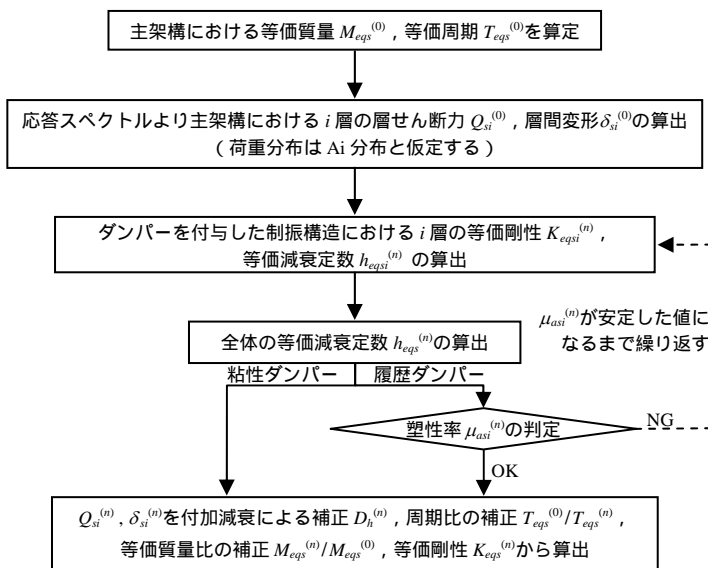 主架構における等価質量 Meqs(0)，等価周期 Teqs(0)を算定
応答スペクトルより主架構における i 層の層せん断力 Qsi(0)，層間変形δsi(0)の算出
（荷重分布は Ai 分布と仮定する）
ダンパーを付与した制振構造における i 層の等価剛性 Keqsi(n)，
等価減衰定数 heqsi(n) の算出
μasi(n)が安定した値に
なるまで繰り返す
全体の等価減衰定数 heqs(n)の算出
粘性ダンパー 履歴ダンパー
塑性率 μasi(n)の判定
NG
OK
Qsi(n)，δsi(n)を付加減衰による補正 Dh(n)，周期比の補正 Teqs(0)/Teqs(n)，
等価質量比の補正 Meqs(n)/Meqs(0)，等価剛性 Keqs(n)から算出